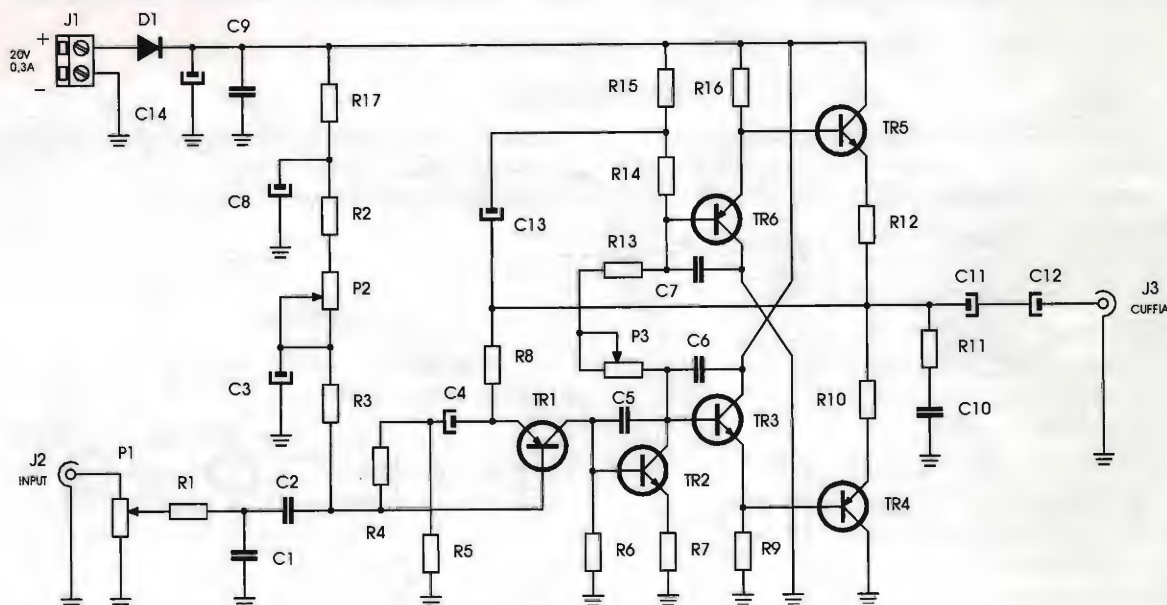 J1
D1
C9
+
20V
0,3A
−
C14
R17
C8
R2
P2
C3
R3
J2
INPUT
P1
R1
C2
C1
R4
R5
C4
R8
C13
TR1
R15
R16
R14
TR6
R13
C7
P3
C6
C5
TR2
TR3
R6
R7
R9
TR5
R12
R10
TR4
C11
C12
R11
C10
J3
CUFFIA